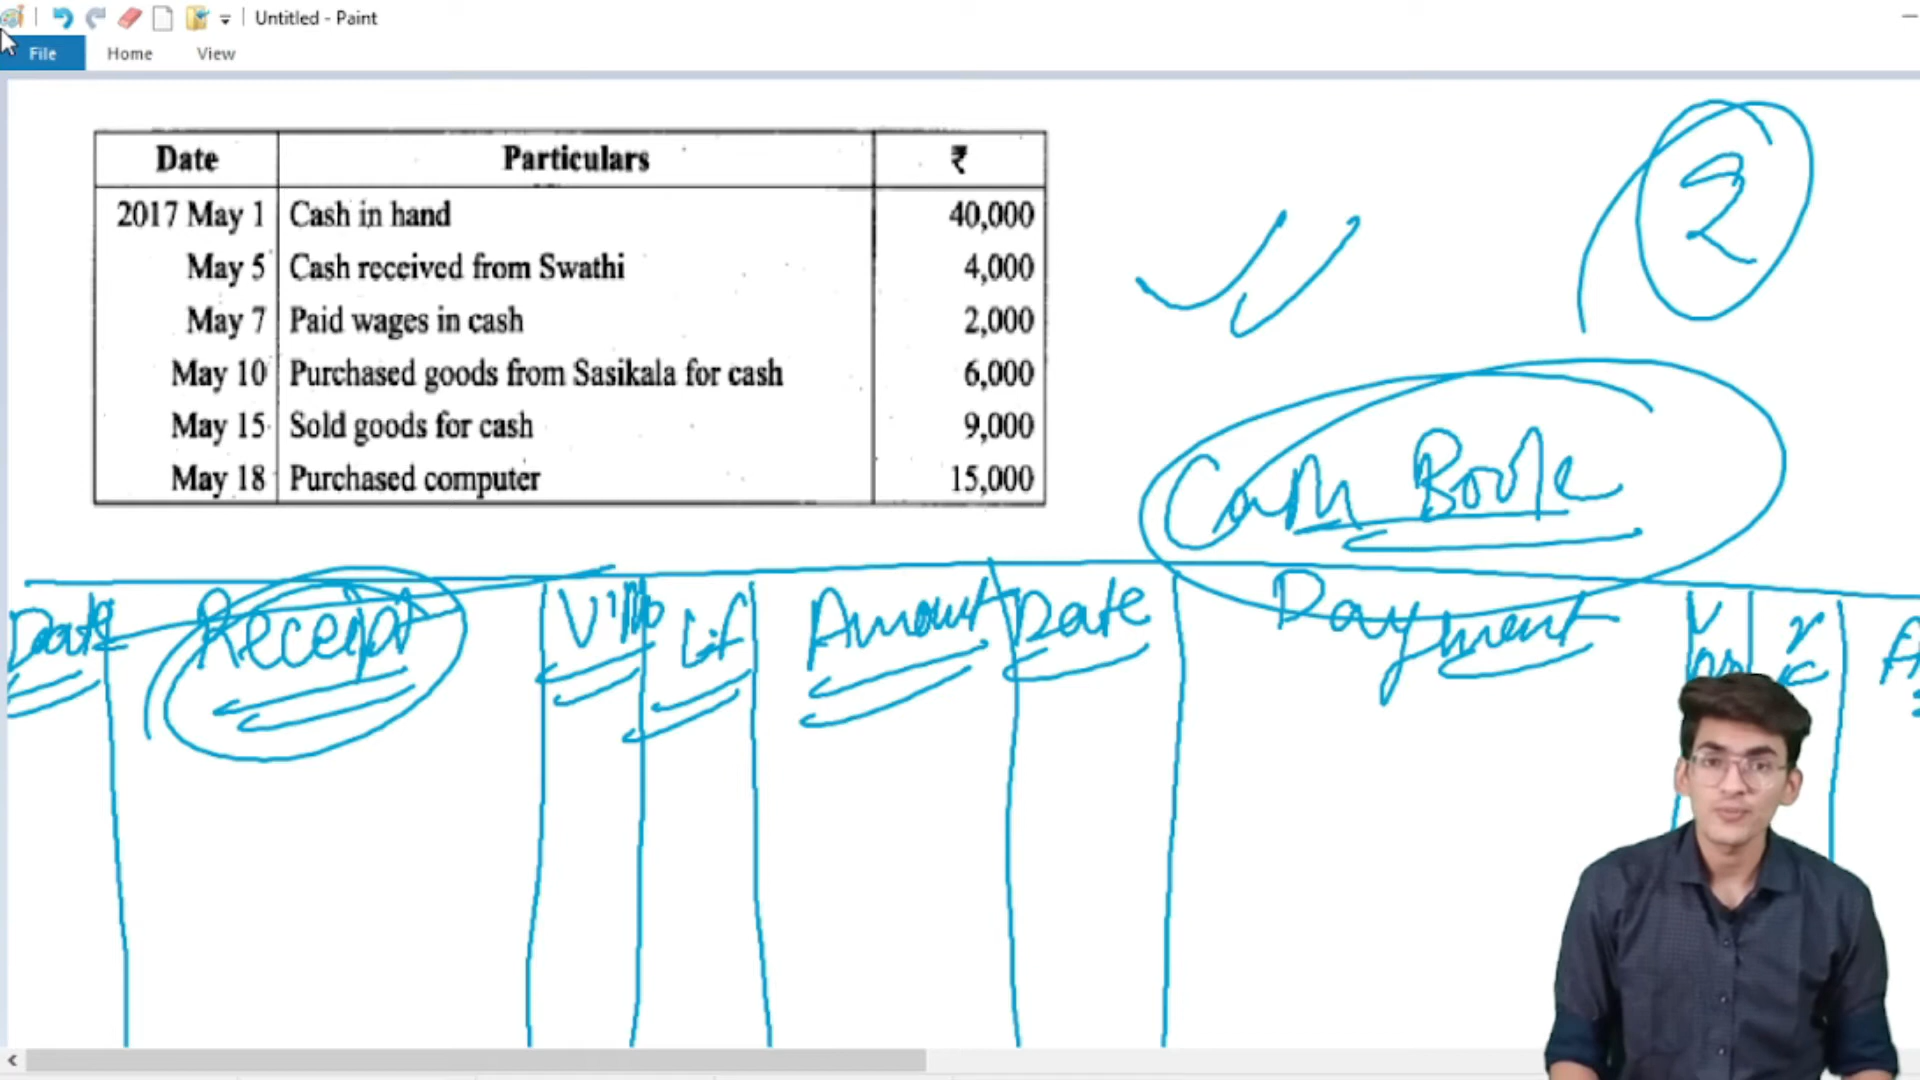 Untitled - Paint
File Home View
Date Particulars ₹
2017 May 1 Cash in hand 40,000
May 5 Cash received from Swathi 4,000
May 7 Paid wages in cash 2,000
May 10 Purchased goods from Sasikala for cash 6,000
May 15 Sold goods for cash 9,000
May 18 Purchased computer 15,000
2
Cash Book
Date Receipt V.No L.F Amount Date Payment V